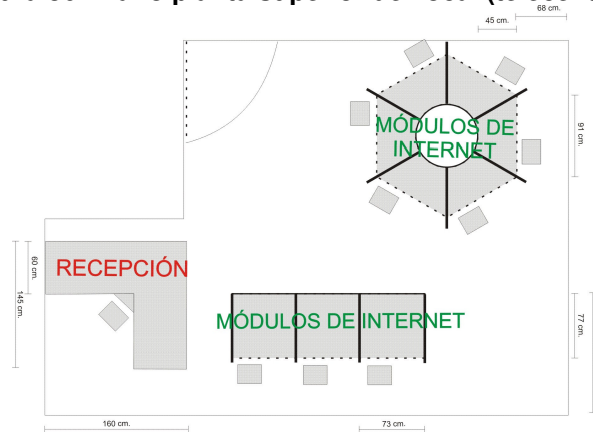 68 cm.
45 cm.
MÓDULOS DE
INTERNET
91 cm.
RECEPCIÓN
60 cm.
145 cm.
MÓDULOS DE INTERNET
77 cm.
160 cm.
73 cm.